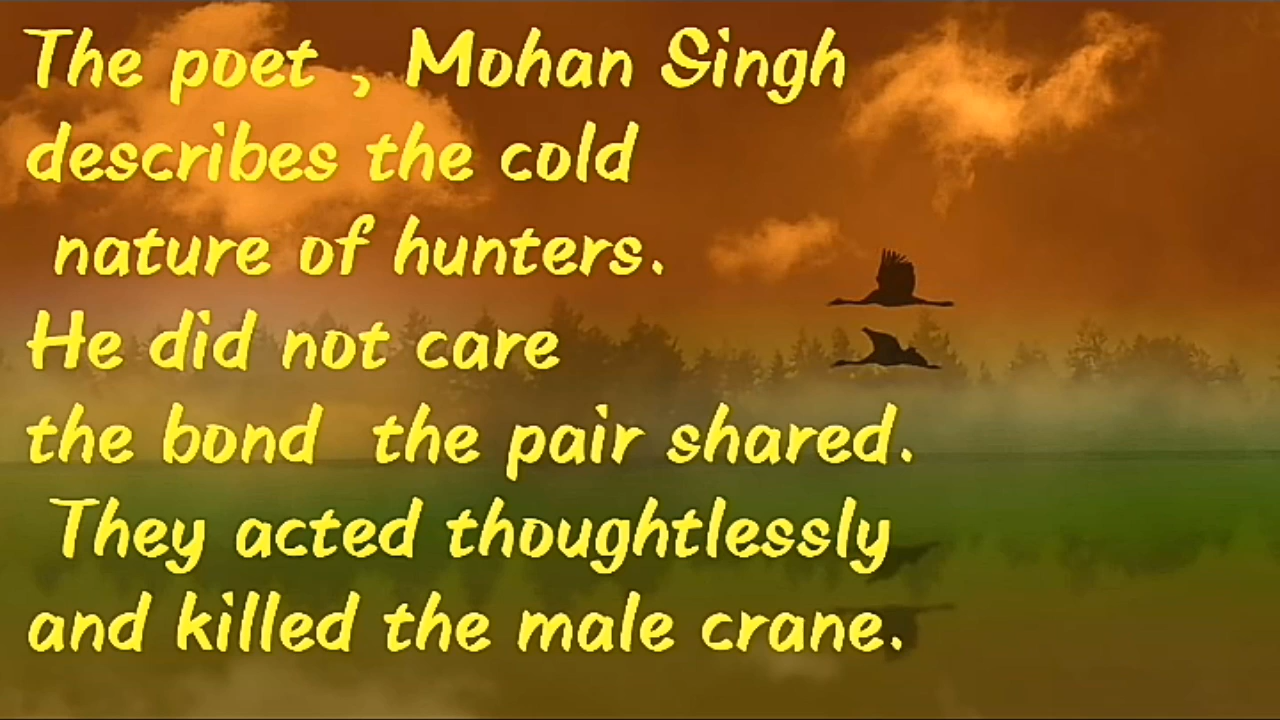 The poet , Mohan Singh
describes the cold
nature of hunters.
He did not care
the bond the pair shared.
They acted thoughtlessly
and killed the male crane.